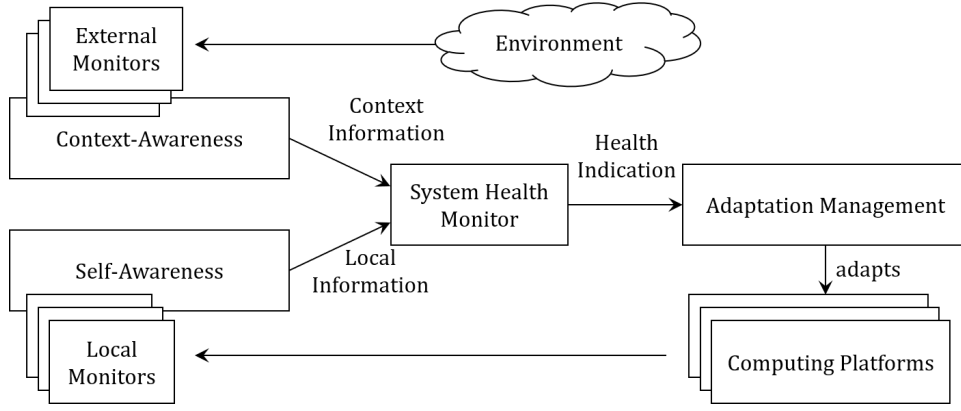 External
Monitors
Environment
Context-Awareness
Context
Information
Health
Indication
System Health
Monitor
Adaptation Management
Self-Awareness
Local
Information
adapts
Local
Monitors
Computing Platforms